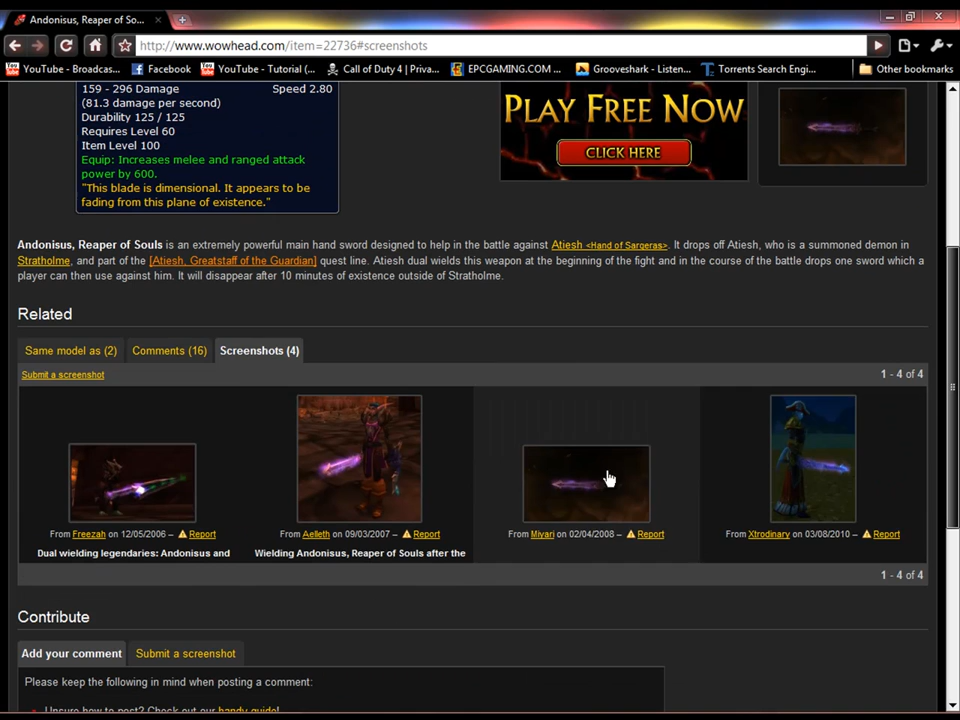 Andonisus, Reaper of So...
http://www.wowhead.com/item=22736#screenshots
YouTube - Broadcas... Facebook YouTube - Tutorial (... Call of Duty 4 | Priva... EPCGAMING.COM ... Grooveshark - Listen... Torrents Search Engi... Other bookmarks
159 - 296 Damage Speed 2.80
(81.3 damage per second)
Durability 125 / 125
Requires Level 60
Item Level 100
Equip: Increases melee and ranged attack
power by 600.
"This blade is dimensional. It appears to be
fading from this plane of existence."
PLAY FREE NOW
CLICK HERE
Andonisus, Reaper of Souls is an extremely powerful main hand sword designed to help in the battle against Atiesh <Hand of Sargeras>. It drops off Atiesh, who is a summoned demon in
Stratholme, and part of the [Atiesh, Greatstaff of the Guardian] quest line. Atiesh dual wields this weapon at the beginning of the fight and in the course of the battle drops one sword which a
player can then use against him. It will disappear after 10 minutes of existence outside of Stratholme.
Related
Same model as (2) Comments (16) Screenshots (4)
Submit a screenshot 1 - 4 of 4
From Freezah on 12/05/2006 – Report From Aelleth on 09/03/2007 – Report From Miyari on 02/04/2008 – Report From Xtrodinary on 03/08/2010 – Report
Dual wielding legendaries: Andonisus and Wielding Andonisus, Reaper of Souls after the
1 - 4 of 4
Contribute
Add your comment Submit a screenshot
Please keep the following in mind when posting a comment:
Unsure how to post? Check out our handy guide!